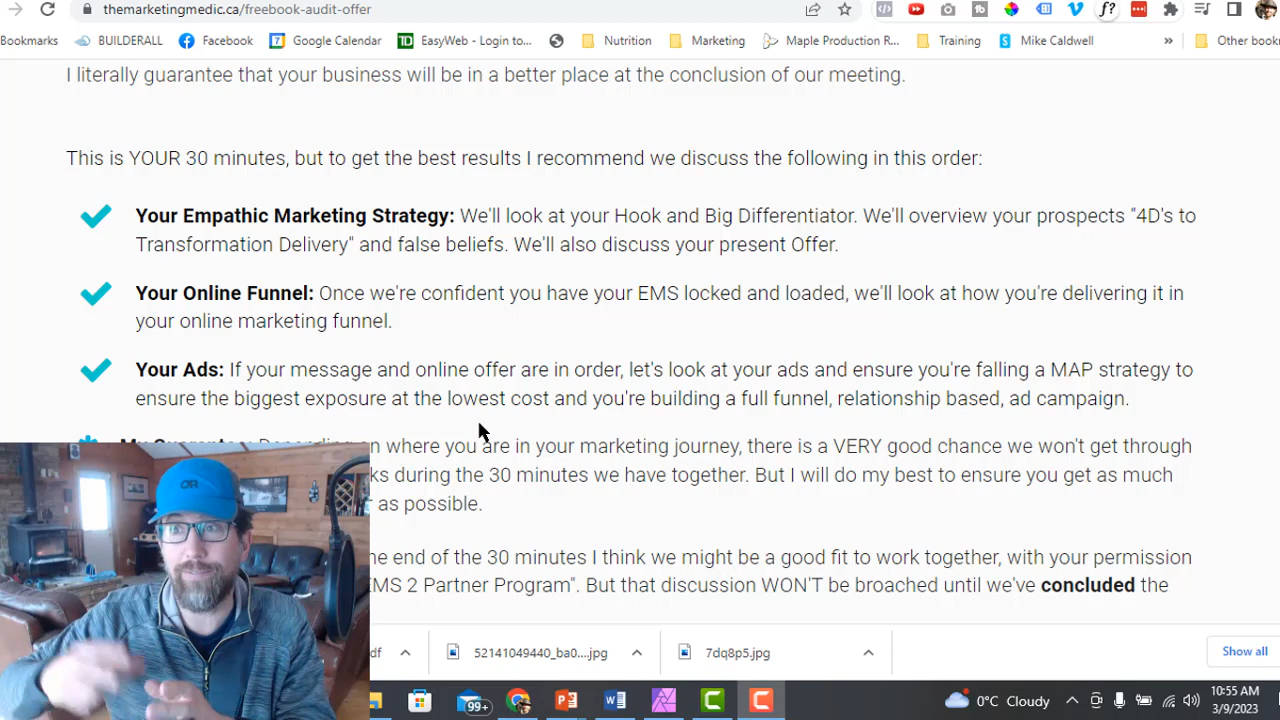 themarketingmedic.ca/freebook-audit-offer
Bookmarks BUILDERALL Facebook Google Calendar EasyWeb - Login to... Nutrition Marketing Maple Production R... Training Mike Caldwell » Other book
I literally guarantee that your business will be in a better place at the conclusion of our meeting.
This is YOUR 30 minutes, but to get the best results I recommend we discuss the following in this order:
Your Empathic Marketing Strategy: We'll look at your Hook and Big Differentiator. We'll overview your prospects "4D's to
Transformation Delivery" and false beliefs. We'll also discuss your present Offer.
Your Online Funnel: Once we're confident you have your EMS locked and loaded, we'll look at how you're delivering it in
your online marketing funnel.
Your Ads: If your message and online offer are in order, let's look at your ads and ensure you're falling a MAP strategy to
ensure the biggest exposure at the lowest cost and you're building a full funnel, relationship based, ad campaign.
where you are in your marketing journey, there is a VERY good chance we won't get through
ks during the 30 minutes we have together. But I will do my best to ensure you get as much
as possible.
he end of the 30 minutes I think we might be a good fit to work together, with your permission
EMS 2 Partner Program". But that discussion WON'T be broached until we've concluded the
df 52141049440_ba0....jpg 7dq8p5.jpg Show all
99+ 0°C Cloudy 10:55 AM
3/9/2023